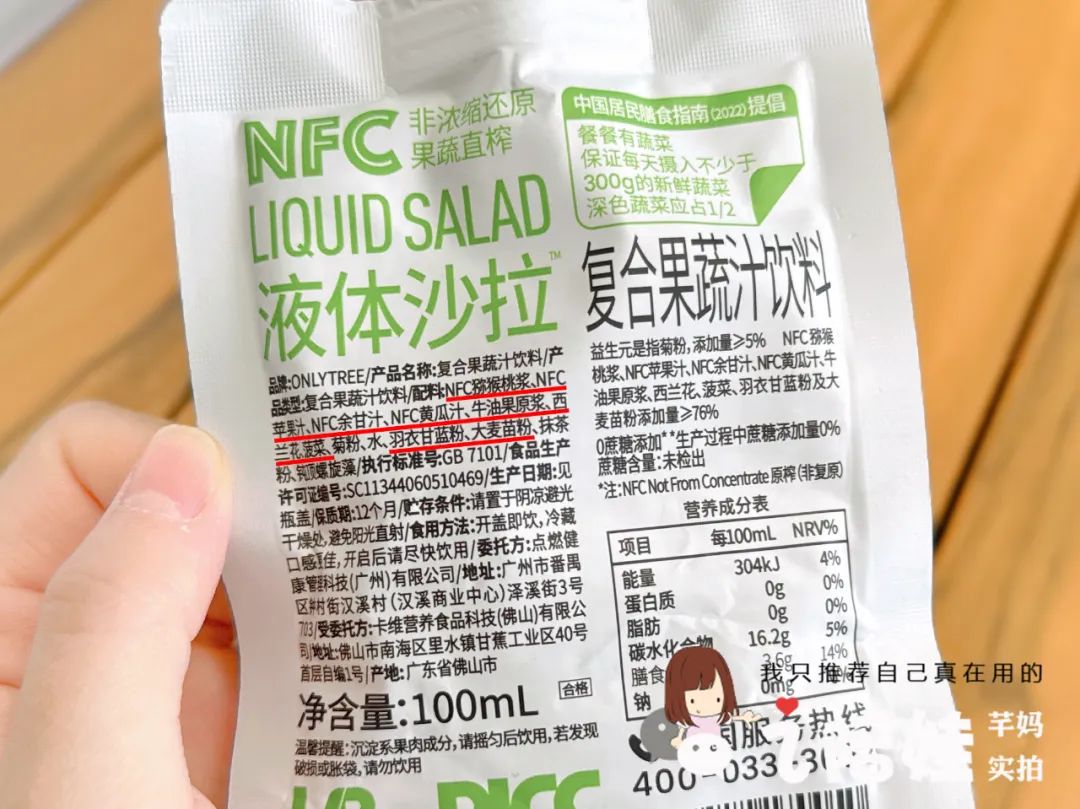 NFC 非浓缩还原
果蔬直榨
LIQUID SALAD
液体沙拉™
品牌:ONLYTREE/产品名称:复合果蔬汁饮料/产
品类型:复合果蔬汁饮料/配料:NFC猕猴桃浆、NFC
苹果汁、NFC余甘汁、NFC黄瓜汁、牛油果原浆、西
兰花、菠菜、菊粉、水、羽衣甘蓝粉、大麦苗粉、抹茶
粉、钝顶螺旋藻/执行标准号:GB 7101/食品生产
许可证编号:SC11344060510469/生产日期:见
瓶盖/保质期:12个月/贮存条件:请置于阴凉避光
干燥处,避免阳光直射/食用方法:开盖即饮,冷藏
口感更佳,开启后请尽快饮用/委托方:点燃健
康管理科技(广州)有限公司/地址:广州市番禺
区钟村街汉溪村(汉溪商业中心)泽溪街3号
703/受委托方:卡维营养食品科技(佛山)有限公
司/地址:佛山市南海区里水镇甘蕉工业区40号
首层自编1号/产地:广东省佛山市
净含量:100mL
合格
温馨提醒:沉淀系果肉成分,请摇匀后饮用,若发现
破损或胀袋,请勿饮用
中国居民膳食指南(2022)提倡
餐餐有蔬菜
保证每天摄入不少于
300g的新鲜蔬菜
深色蔬菜应占1/2
复合果蔬汁饮料
益生元是指菊粉,添加量≥5% NFC猕猴
桃浆、NFC苹果汁、NFC余甘汁、NFC黄瓜汁、牛
油果原浆、西兰花、菠菜、羽衣甘蓝粉及大
麦苗粉添加量≥76%
0蔗糖添加**生产过程中蔗糖添加量0%
蔗糖含量:未检出
*注:NFC Not From Concentrate 原榨(非复原)
营养成分表
项目 每100mL NRV%
能量 304kJ 4%
蛋白质 0g 0%
脂肪 0g 0%
碳水化合物 16.2g 5%
膳食 3.6g 14%
钠 0mg
国服务热线
400-033-30
我只推荐自己真在用的
芊妈
实拍